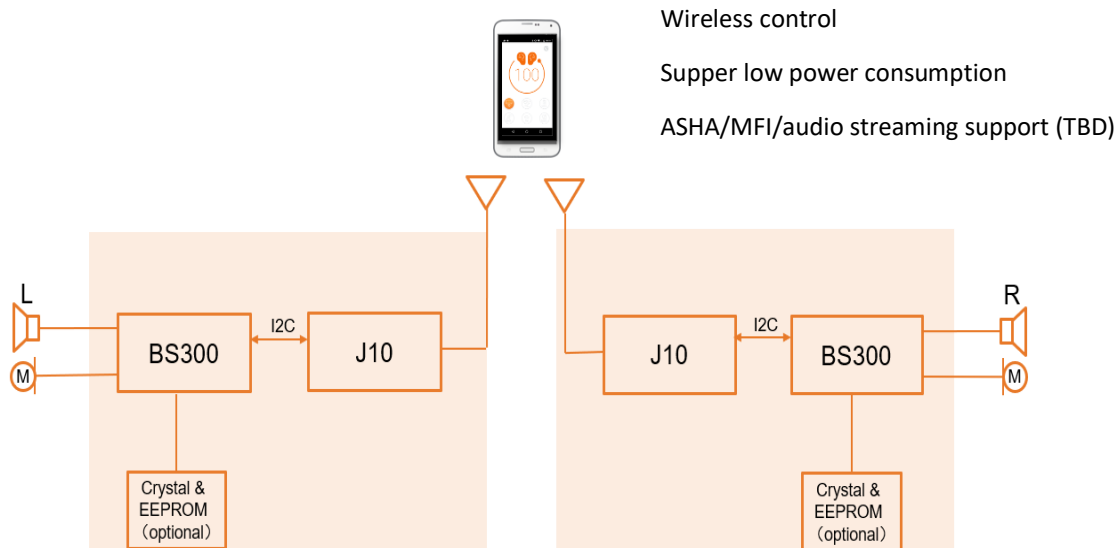 Wireless control
Supper low power consumption
ASHA/MFI/audio streaming support (TBD)
100
L
M
BS300
I2C
J10
Crystal &
EEPROM
（optional）
J10
I2C
BS300
R
M
Crystal &
EEPROM
（optional）